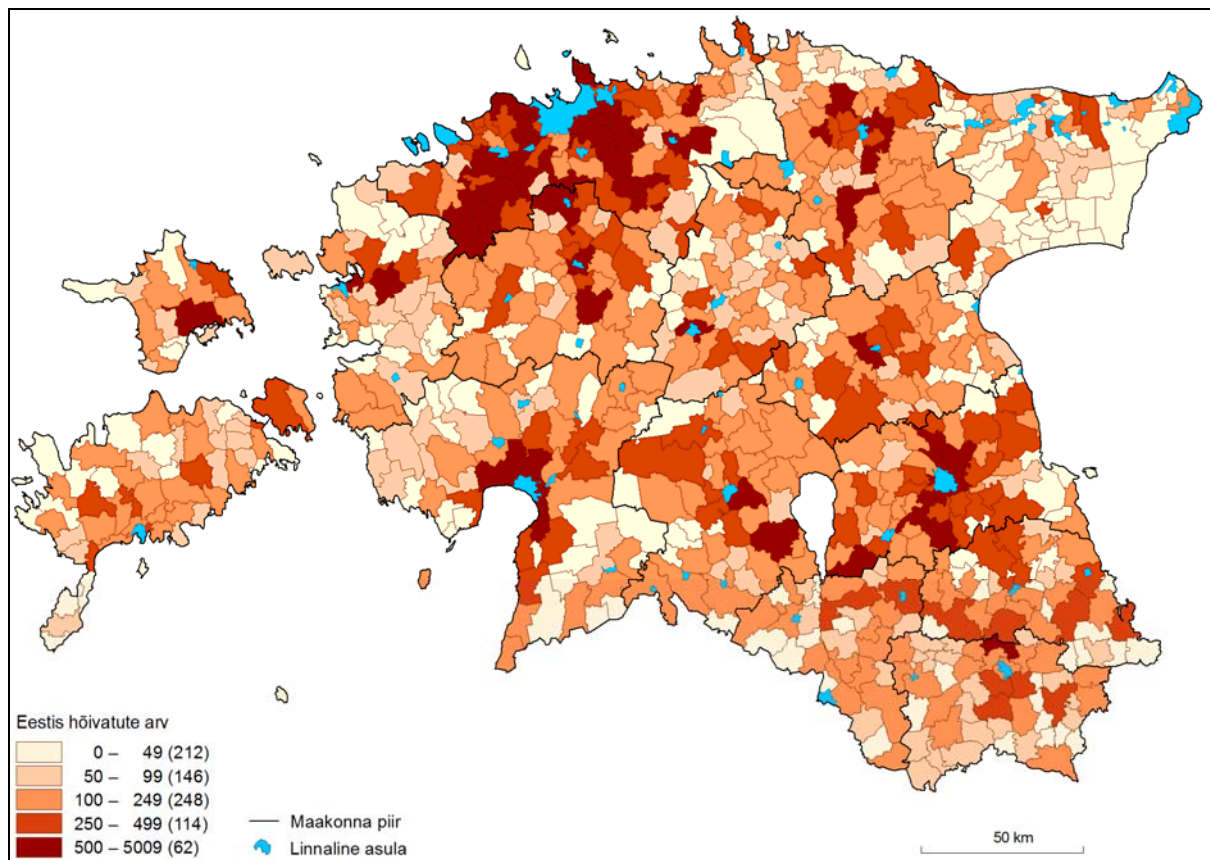 Eestis hõivatute arv
0 – 49 (212)
50 – 99 (146)
100 – 249 (248)
250 – 499 (114)
500 – 5009 (62)
Maakonna piir
Linnaline asula
50 km